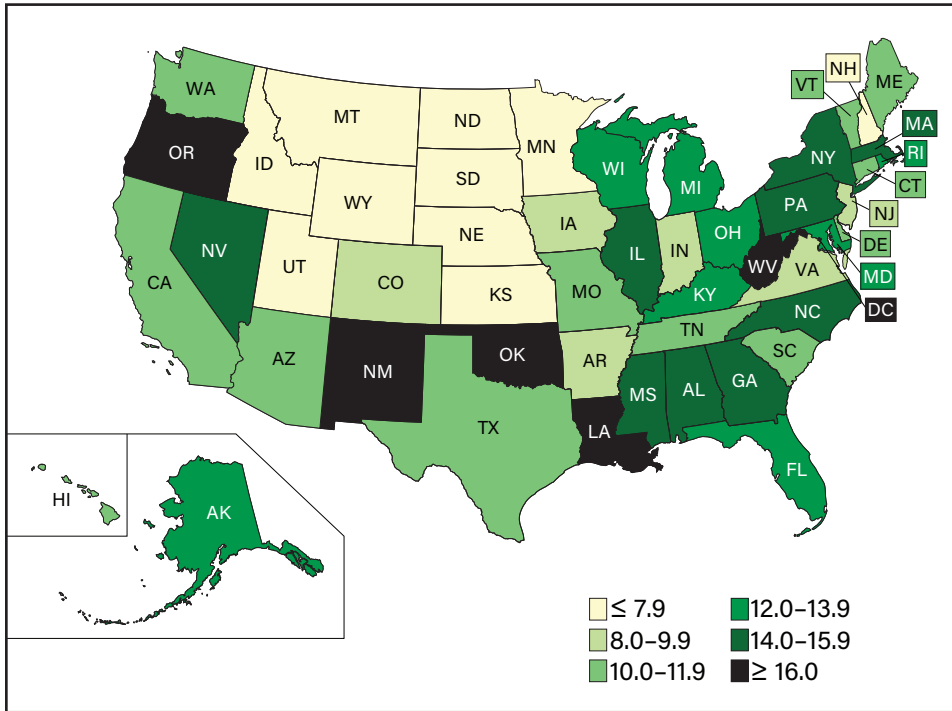 NH
ME
VT
WA
MT
ND
MA
MN
OR
NY
RI
ID
WI
SD
MI
CT
WY
PA
NJ
IA
NE
OH
DE
NV
IL
IN
UT
WV
MD
CO
VA
CA
KS
MO
KY
DC
NC
TN
AZ
OK
AR
SC
NM
GA
MS
AL
TX
LA
FL
HI
AK
≤ 7.9
12.0–13.9
8.0–9.9
14.0–15.9
10.0–11.9
≥ 16.0